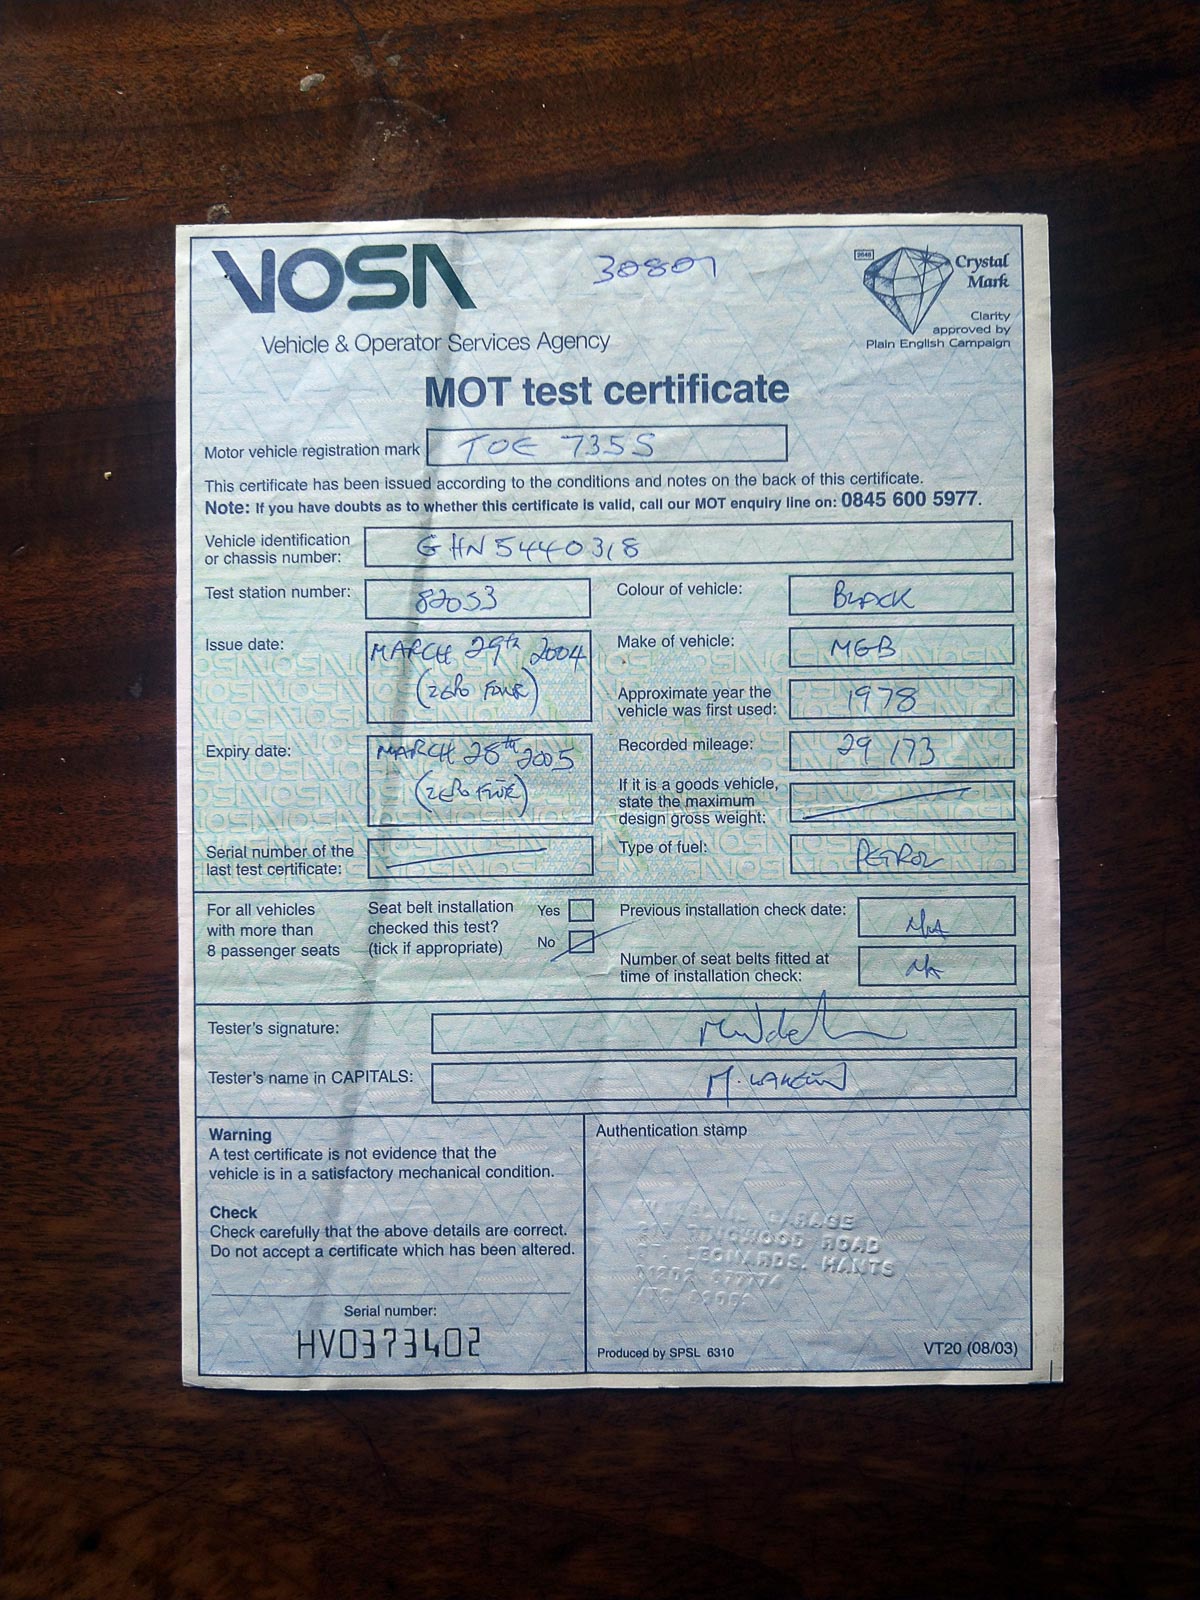 VOSA
30807
2648
Crystal
Mark
Clarity
approved by
Plain English Campaign
Vehicle & Operator Services Agency
MOT test certificate
Motor vehicle registration mark TOE 735S
This certificate has been issued according to the conditions and notes on the back of this certificate.
Note: If you have doubts as to whether this certificate is valid, call our MOT enquiry line on: 0845 600 5977.
Vehicle identification
or chassis number: GHN5440318
Test station number: 82053
Colour of vehicle: BLACK
Issue date: MARCH 29th 2004
(ZERO FOUR)
Make of vehicle: MGB
Approximate year the
vehicle was first used: 1978
Expiry date: MARCH 28th 2005
(ZERO FIVE)
Recorded mileage: 29173
If it is a goods vehicle,
state the maximum
design gross weight:
Serial number of the
last test certificate:
Type of fuel: PETROL
For all vehicles
with more than
8 passenger seats
Seat belt installation
checked this test?
(tick if appropriate)
Yes
No
Previous installation check date: N/A
Number of seat belts fitted at
time of installation check: N/A
Tester's signature:
Tester's name in CAPITALS: M.
Warning
A test certificate is not evidence that the
vehicle is in a satisfactory mechanical condition.
Check
Check carefully that the above details are correct.
Do not accept a certificate which has been altered.
Serial number:
HV0373402
Authentication stamp
GARAGE
RINGWOOD ROAD
ST. LEONARDS. HANTS
Produced by SPSL 6310
VT20 (08/03)